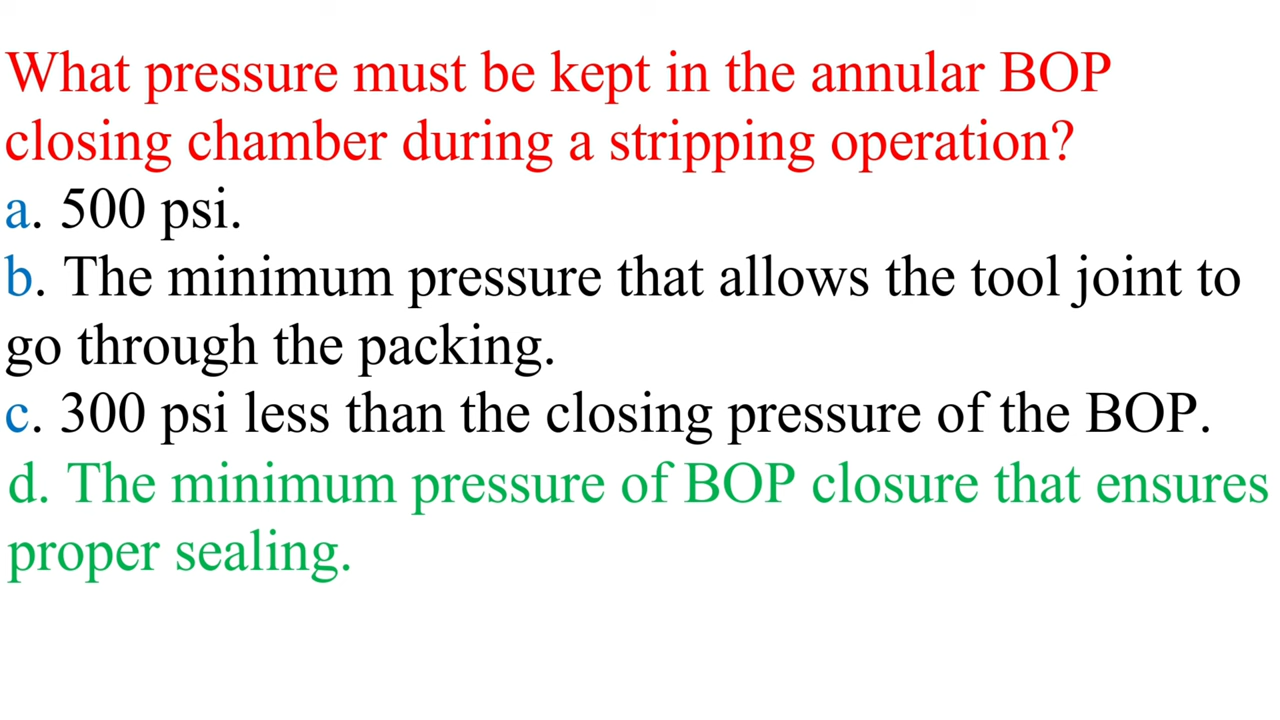 What pressure must be kept in the annular BOP
closing chamber during a stripping operation?
a. 500 psi.
b. The minimum pressure that allows the tool joint to
go through the packing.
c. 300 psi less than the closing pressure of the BOP.
d. The minimum pressure of BOP closure that ensures
proper sealing.